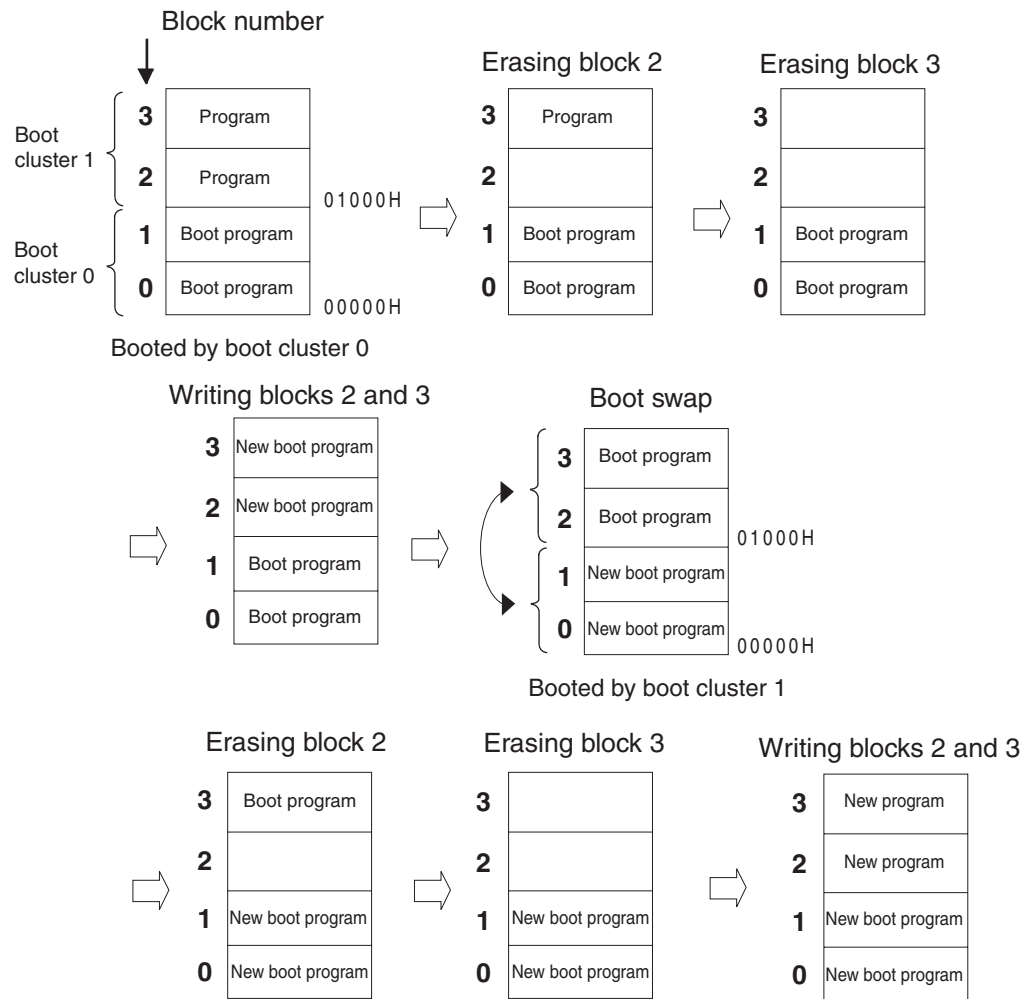 Block number
Erasing block 2
Erasing block 3
Boot
cluster 1
Boot
cluster 0
3
Program
2
Program
01000H
1
Boot program
0
Boot program
00000H
3
Program
2
1
Boot program
0
Boot program
3
2
1
Boot program
0
Boot program
Booted by boot cluster 0
Writing blocks 2 and 3
Boot swap
3
New boot program
2
New boot program
1
Boot program
0
Boot program
3
Boot program
2
Boot program
01000H
1
New boot program
0
New boot program
00000H
Booted by boot cluster 1
Erasing block 2
Erasing block 3
Writing blocks 2 and 3
3
Boot program
2
1
New boot program
0
New boot program
3
2
1
New boot program
0
New boot program
3
New program
2
New program
1
New boot program
0
New boot program